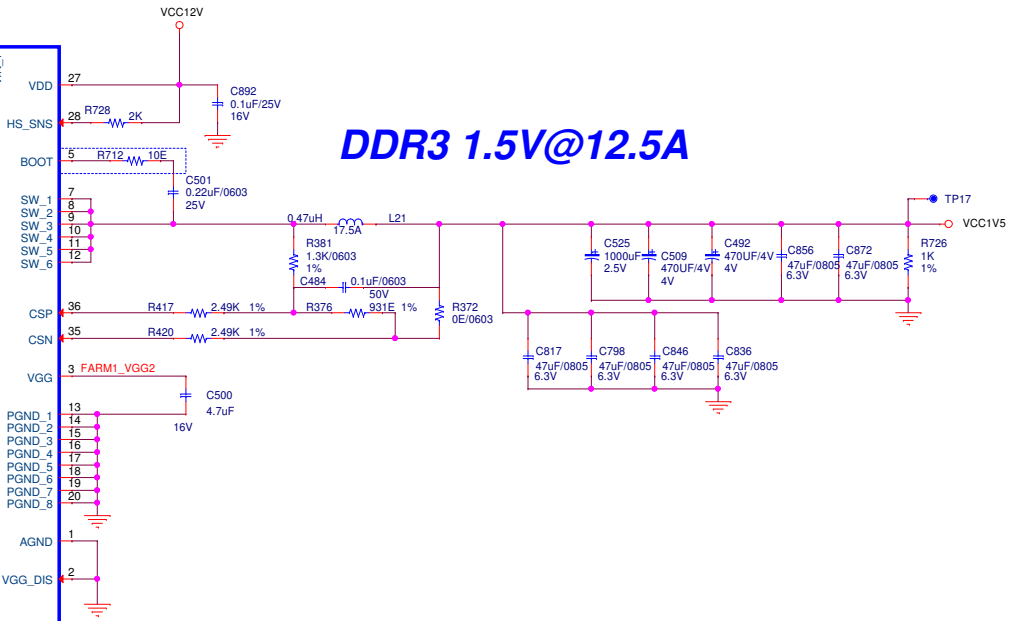 VCC12V
VDD 27
C892
0.1uF/25V
16V
HS_SNS 28 R728 2K
DDR3 1.5V@12.5A
BOOT 5 R712 10E
C501
0.22uF/0603
25V
SW_1 7
SW_2 8
SW_3 9
SW_4 10
SW_5 11
SW_6 12
0.47uH L21
17.5A
TP17
VCC1V5
R381
1.3K/0603
1%
C484 0.1uF/0603
50V
C525
1000uF
2.5V
C509
470UF/4V
4V
C492
470UF/4V
4V
C856
47uF/0805
6.3V
C872
47uF/0805
6.3V
R726
1K
1%
CSP 36 R417 2.49K 1% R376 931E 1%
R372
0E/0603
CSN 35 R420 2.49K 1%
C817
47uF/0805
6.3V
C798
47uF/0805
6.3V
C846
47uF/0805
6.3V
C836
47uF/0805
6.3V
VGG 3 FARM1_VGG2
C500
4.7uF
16V
PGND_1 13
PGND_2 14
PGND_3 15
PGND_4 16
PGND_5 17
PGND_6 18
PGND_7 19
PGND_8 20
AGND 1
VGG_DIS 2